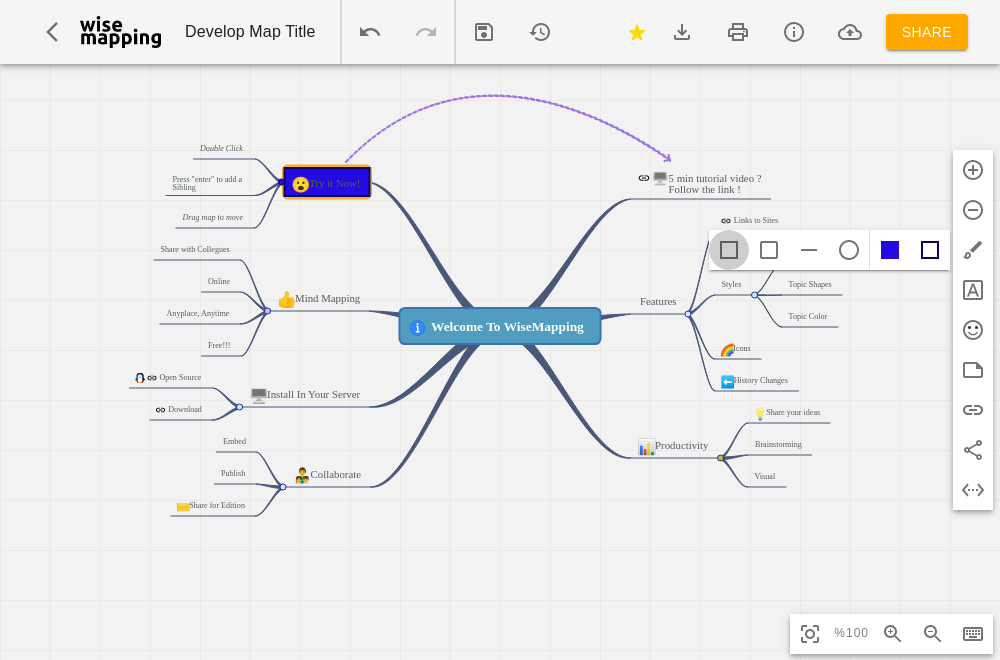 wise
mapping
Develop Map Title
SHARE
Double Click
Press "enter" to add a
Sibling
Drag map to move
Try it Now!
Share with Collegues
Online
Anyplace, Anytime
Free!!!
Mind Mapping
Open Source
Download
Install In Your Server
Embed
Publish
Share for Edition
Collaborate
Welcome To WiseMapping
5 min tutorial video ?
Follow the link !
Links to Sites
Styles
Topic Shapes
Topic Color
Features
Icons
History Changes
Productivity
Share your ideas
Brainstorming
Visual
%100